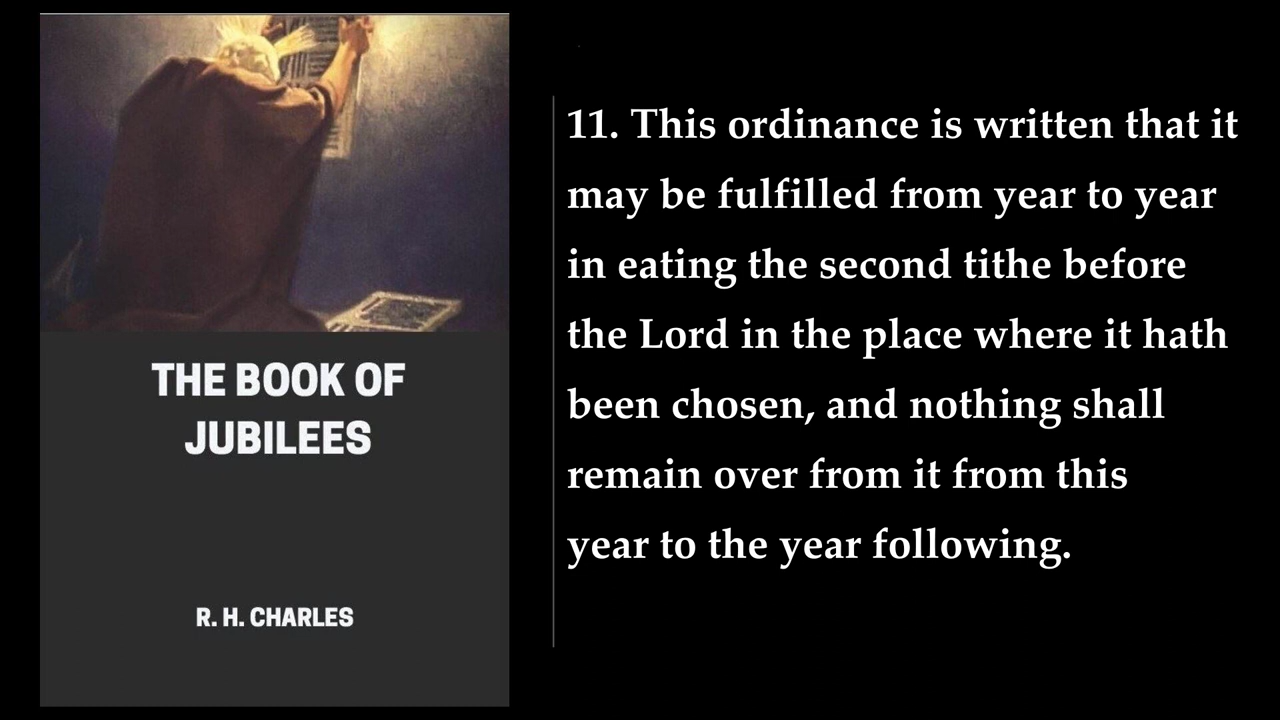 THE BOOK OF
JUBILEES
R. H. CHARLES
11. This ordinance is written that it
may be fulfilled from year to year
in eating the second tithe before
the Lord in the place where it hath
been chosen, and nothing shall
remain over from it from this
year to the year following.